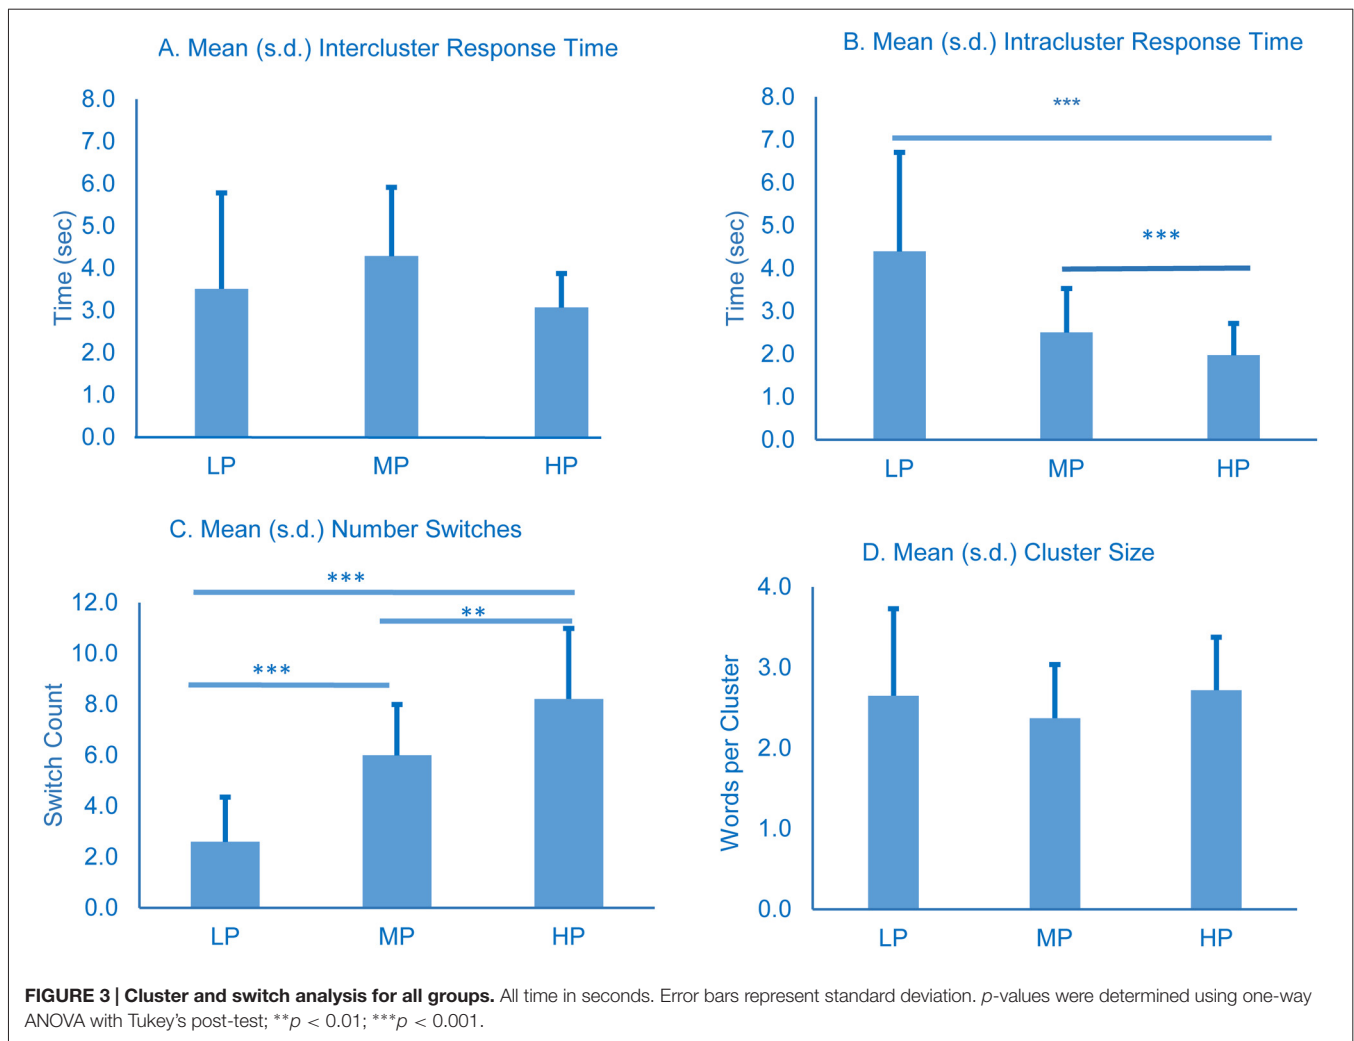 A. Mean (s.d.) Intercluster Response Time
8.0
7.0
6.0
5.0
4.0
3.0
2.0
1.0
0.0
Time (sec)
LP MP HP
B. Mean (s.d.) Intracluster Response Time
8.0
7.0
6.0
5.0
4.0
3.0
2.0
1.0
0.0
Time (sec)
***
***
LP MP HP
C. Mean (s.d.) Number Switches
12.0
10.0
8.0
6.0
4.0
2.0
0.0
Switch Count
***
**
***
LP MP HP
D. Mean (s.d.) Cluster Size
4.0
3.0
2.0
1.0
0.0
Words per Cluster
LP MP HP
FIGURE 3 | Cluster and switch analysis for all groups. All time in seconds. Error bars represent standard deviation. p-values were determined using one-way
ANOVA with Tukey’s post-test; **p < 0.01; ***p < 0.001.